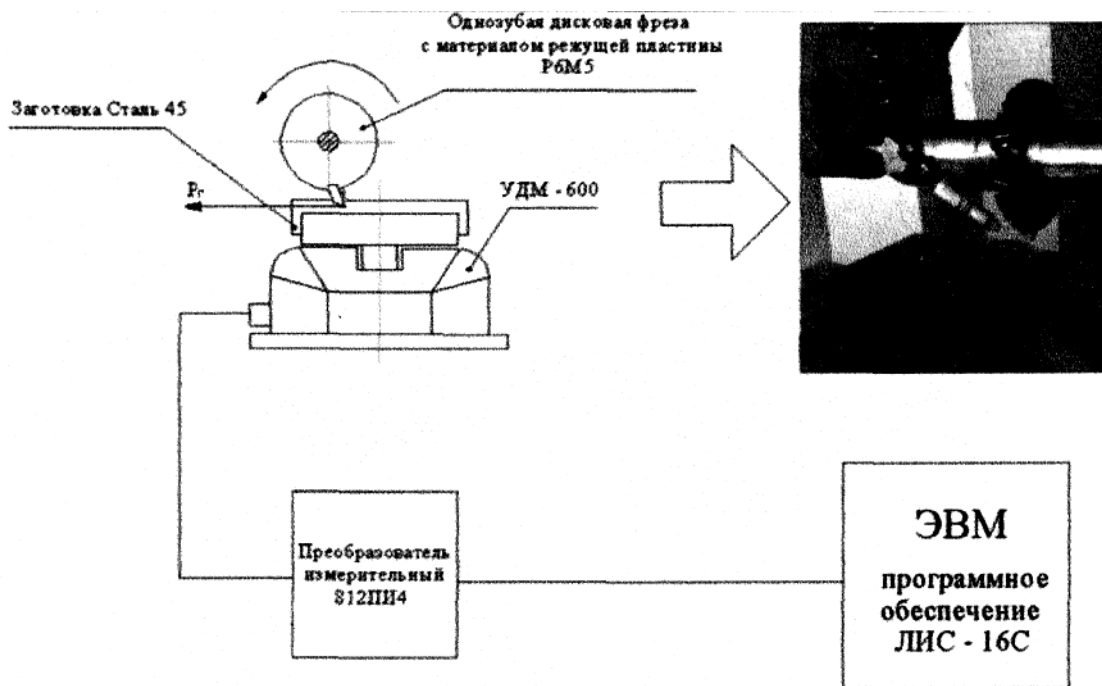 Однозубая дисковая фреза
с материалом режущей пластины
Р6М5
Заготовка Сталь 45
Рг
УДМ - 600
Преобразователь
измерительный
812ПИ4
ЭВМ
программное
обеспечение
ЛИС - 16С